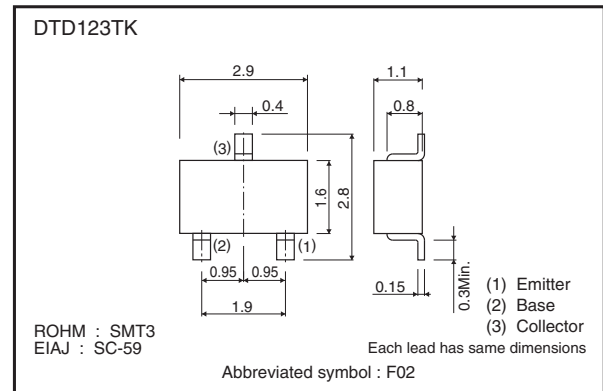 DTD123TK
2.9
1.1
0.4
0.8
(3)
1.6
2.8
(2)
(1)
0.95
0.95
1.9
0.15
0.3Min.
(1) Emitter
(2) Base
(3) Collector
ROHM : SMT3
EIAJ : SC-59
Each lead has same dimensions
Abbreviated symbol : F02